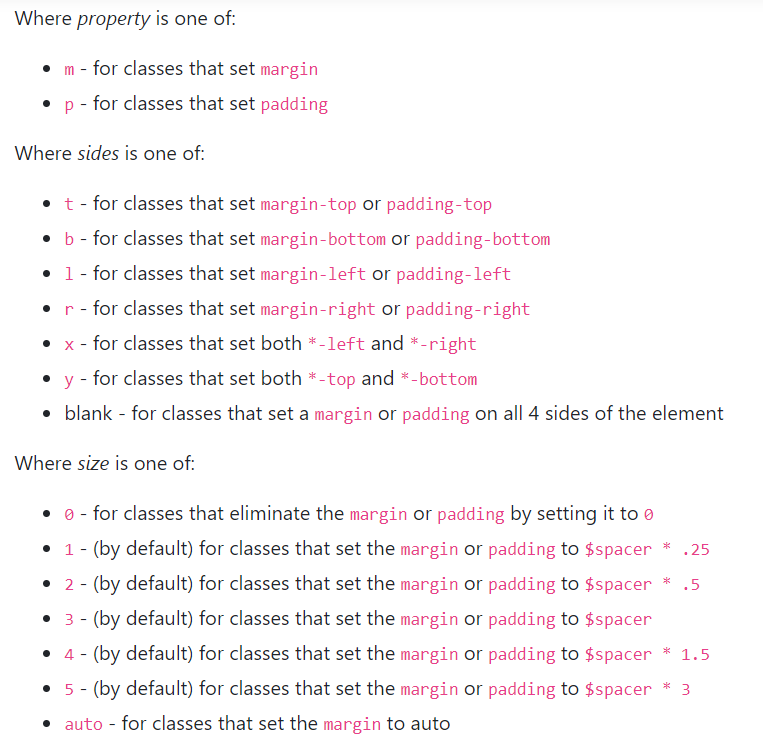 Where property is one of:
m - for classes that set margin
p - for classes that set padding
Where sides is one of:
t - for classes that set margin-top or padding-top
b - for classes that set margin-bottom or padding-bottom
l - for classes that set margin-left or padding-left
r - for classes that set margin-right or padding-right
x - for classes that set both *-left and *-right
y - for classes that set both *-top and *-bottom
blank - for classes that set a margin or padding on all 4 sides of the element
Where size is one of:
0 - for classes that eliminate the margin or padding by setting it to 0
1 - (by default) for classes that set the margin or padding to $spacer * .25
2 - (by default) for classes that set the margin or padding to $spacer * .5
3 - (by default) for classes that set the margin or padding to $spacer
4 - (by default) for classes that set the margin or padding to $spacer * 1.5
5 - (by default) for classes that set the margin or padding to $spacer * 3
auto - for classes that set the margin to auto